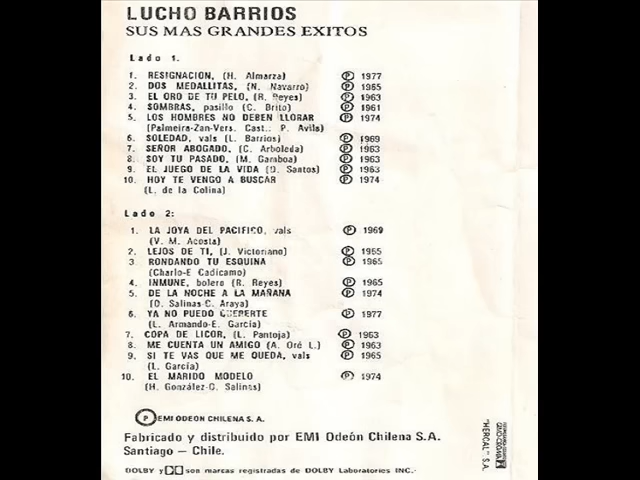 LUCHO BARRIOS
SUS MAS GRANDES EXITOS
Lado 1.
1. RESIGNACION, (H. Almarza) Ⓟ 1977
2. DOS MEDALLITAS, (N. Navarro) Ⓟ 1965
3. EL ORO DE TU PELO, (R. Reyes) Ⓟ 1963
4. SOMBRAS, pasillo (C. Brito) Ⓟ 1961
5. LOS HOMBRES NO DEBEN LLORAR Ⓟ 1974
(Palmeira-Zan-Vers. Cast.: P. Avils)
6. SOLEDAD, vals (L. Barrios) Ⓟ 1969
7. SEÑOR ABOGADO, (C. Arboleda) Ⓟ 1963
8. SOY TU PASADO, (M. Gamboa) Ⓟ 1963
9. EL JUEGO DE LA VIDA (D. Santos) Ⓟ 1963
10. HOY TE VENGO A BUSCAR Ⓟ 1974
(L. de la Colina)
Lado 2:
1. LA JOYA DEL PACIFICO, vals Ⓟ 1969
(V. M. Acosta)
2. LEJOS DE TI, (J. Victoriano) Ⓟ 1965
3. RONDANDO TU ESQUINA Ⓟ 1965
(Charlo-E Cadicamo)
4. INMUNE, bolero (R. Reyes) Ⓟ 1965
5. DE LA NOCHE A LA MAÑANA Ⓟ 1974
(D. Salinas-C. Araya)
6. YA NO PUEDO Ⓟ 1977
(L. Armando-E. García)
7. COPA DE LICOR, (L. Pantoja) Ⓟ 1963
8. ME CUENTA UN AMIGO (A. Oré L.) Ⓟ 1963
9. SI TE VAS QUE ME QUEDA, vals Ⓟ 1965
(L. García)
10. EL MARIDO MODELO Ⓟ 1974
(H. González-D. Salinas)
Ⓟ EMI ODEON CHILENA S. A.
Fabricado y distribuido por EMI Odeón Chilena S.A.
Santiago — Chile.
DOLBY y son marcas registradas de DOLBY Laboratories INC.
"HERCAL" S.A.